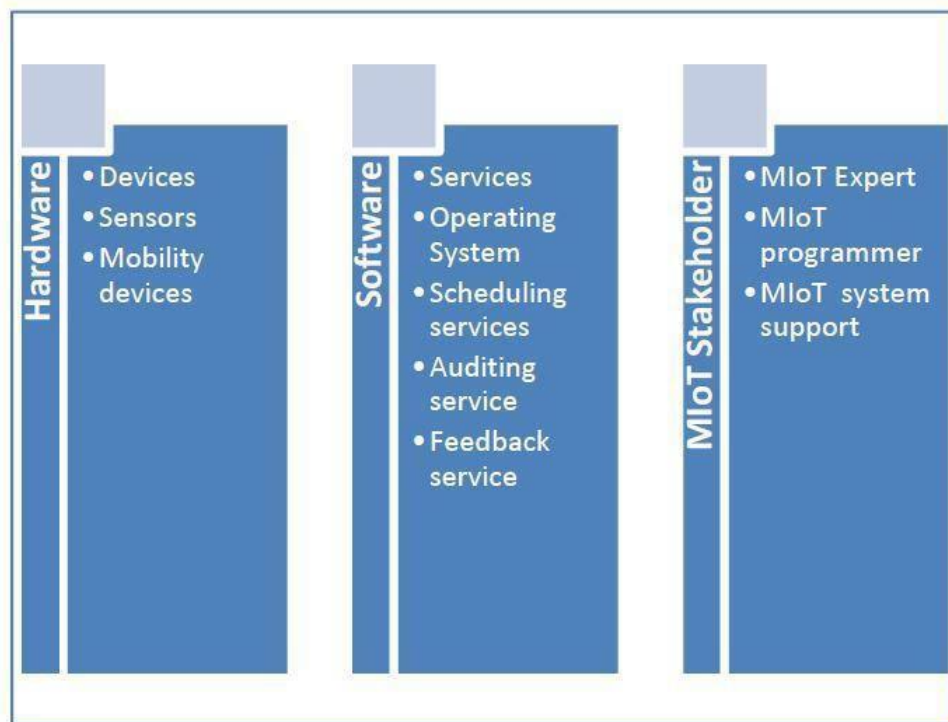 Hardware
• Devices
• Sensors
• Mobility
devices
Software
• Services
• Operating
System
• Scheduling
services
• Auditing
service
• Feedback
service
MIoT Stakeholder
• MIoT Expert
• MIoT
programmer
• MIoT system
support